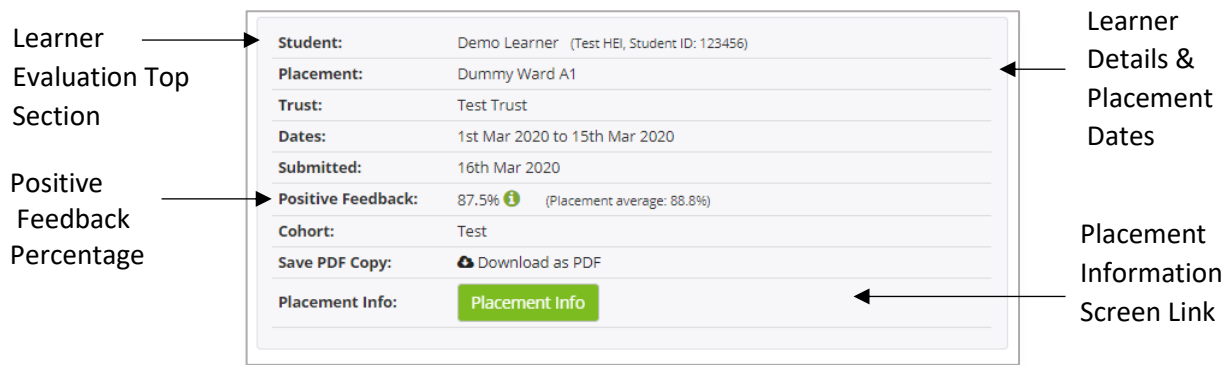 Learner
Evaluation Top
Section
Positive
Feedback
Percentage
Student: Demo Learner (Test HEI, Student ID: 123456)
Placement: Dummy Ward A1
Trust: Test Trust
Dates: 1st Mar 2020 to 15th Mar 2020
Submitted: 16th Mar 2020
Positive Feedback: 87.5% (Placement average: 88.8%)
Cohort: Test
Save PDF Copy: Download as PDF
Placement Info: Placement Info
Learner
Details &
Placement
Dates
Placement
Information
Screen Link